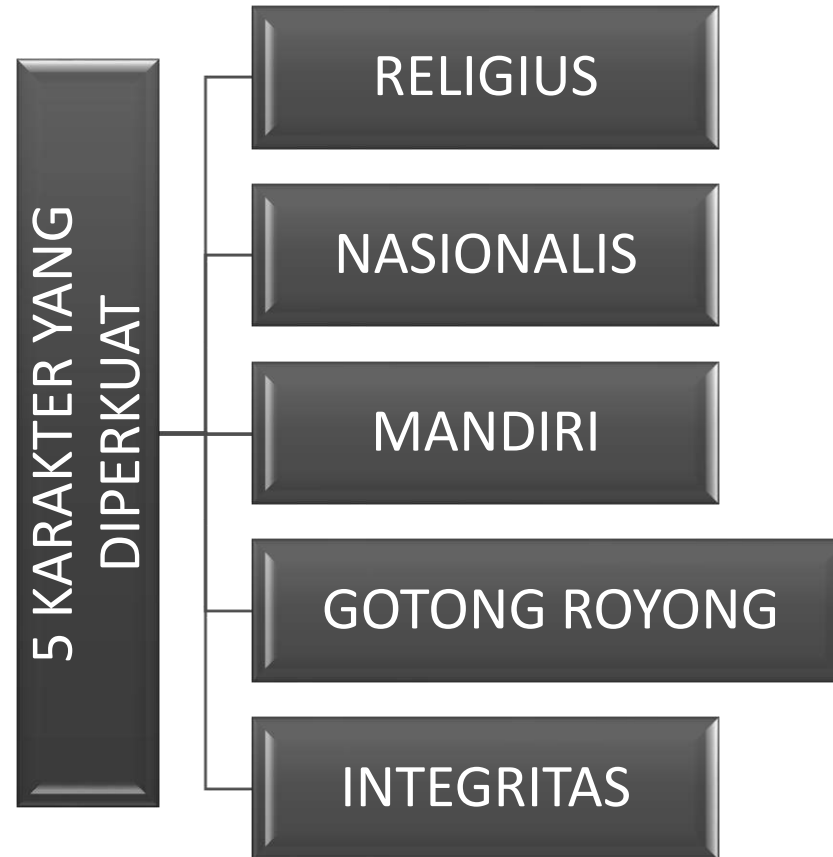 5 KARAKTER YANG
DIPERKUAT
RELIGIUS
NASIONALIS
MANDIRI
GOTONG ROYONG
INTEGRITAS